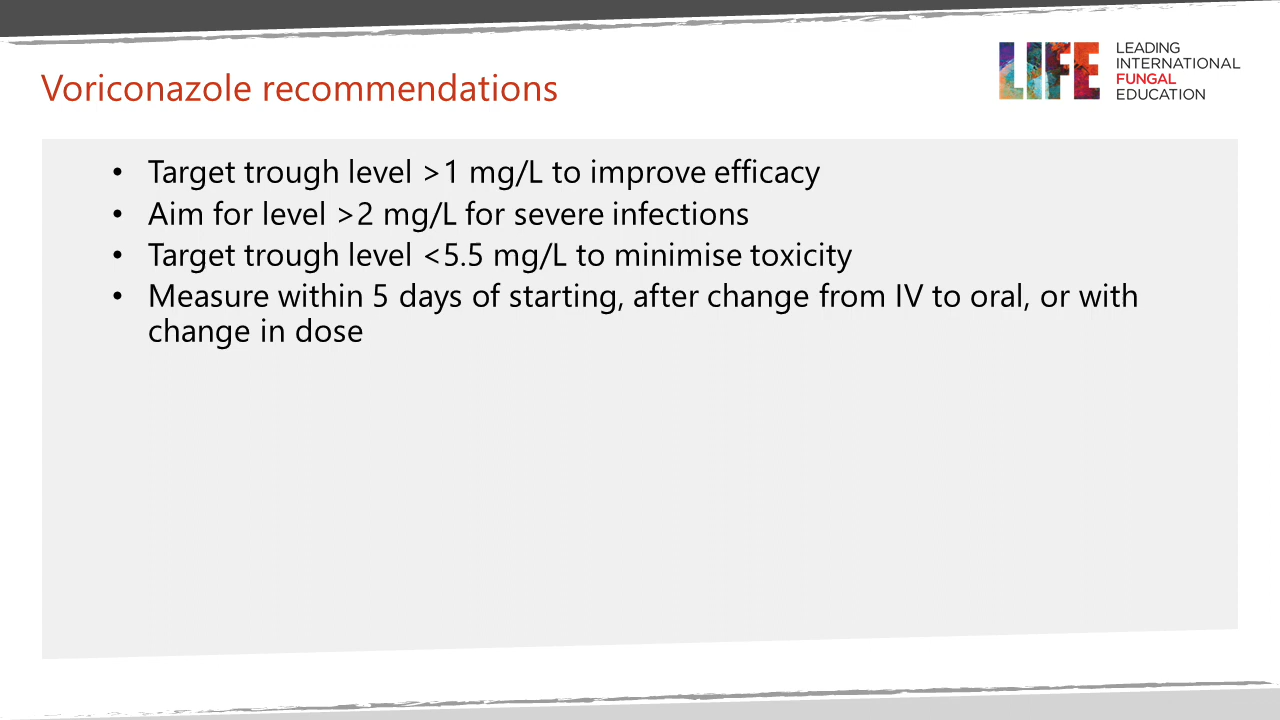 Voriconazole recommendations
LIFE
LEADING
INTERNATIONAL
FUNGAL
EDUCATION
• Target trough level >1 mg/L to improve efficacy
• Aim for level >2 mg/L for severe infections
• Target trough level <5.5 mg/L to minimise toxicity
• Measure within 5 days of starting, after change from IV to oral, or with
change in dose